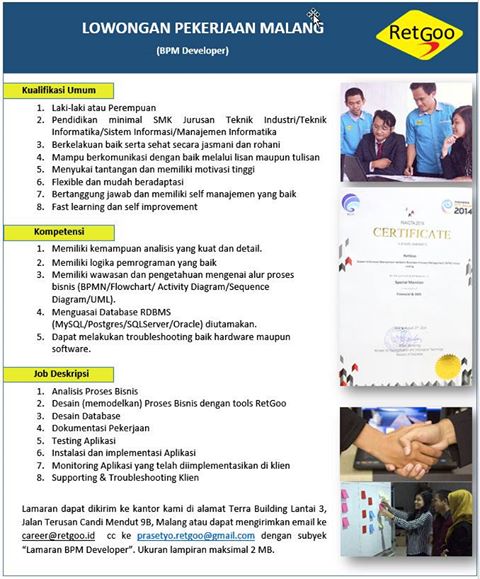 LOWONGAN PEKERJAAN MALANG
(BPM Developer)
RetGoo
Kualifikasi Umum
1. Laki-laki atau Perempuan
2. Pendidikan minimal SMK Jurusan Teknik Industri/Teknik
Informatika/Sistem Informasi/Manajemen Informatika
3. Berkelakuan baik serta sehat secara jasmani dan rohani
4. Mampu berkomunikasi dengan baik melalui lisan maupun tulisan
5. Menyukai tantangan dan memiliki motivasi tinggi
6. Flexible dan mudah beradaptasi
7. Bertanggung jawab dan memiliki self manajemen yang baik
8. Fast learning dan self improvement
Kompetensi
1. Memiliki kemampuan analisis yang kuat dan detail.
2. Memiliki logika pemrograman yang baik
3. Memiliki wawasan dan pengetahuan mengenai alur proses
bisnis (BPMN/Flowchart/ Activity Diagram/Sequence
Diagram/UML).
4. Menguasai Database RDBMS
(MySQL/Postgres/SQLServer/Oracle) diutamakan.
5. Dapat melakukan troubleshooting baik hardware maupun
software.
Job Deskripsi
1. Analisis Proses Bisnis
2. Desain (memodelkan) Proses Bisnis dengan tools RetGoo
3. Desain Database
4. Dokumentasi Pekerjaan
5. Testing Aplikasi
6. Instalasi dan implementasi Aplikasi
7. Monitoring Aplikasi yang telah diimplementasikan di klien
8. Supporting & Troubleshooting Klien
2014
CERTIFICATE
RetGoo
Special Mention
Lamaran dapat dikirim ke kantor kami di alamat Terra Building Lantai 3,
Jalan Terusan Candi Mendut 9B, Malang atau dapat mengirimkan email ke
career@retgoo.id cc ke prasetyo.retgoo@gmail.com dengan subyek
“Lamaran BPM Developer”. Ukuran lampiran maksimal 2 MB.